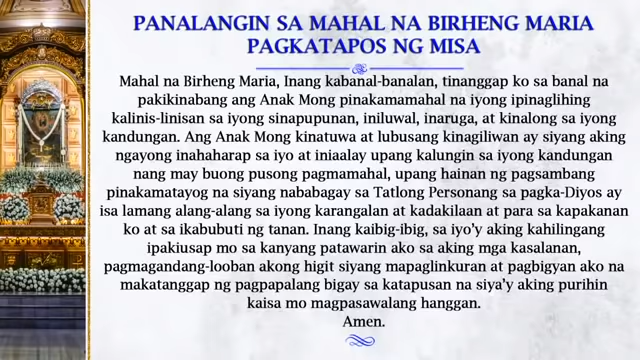 PANALANGIN SA MAHAL NA BIRHENG MARIA
PAGKATAPOS NG MISA
Mahal na Birheng Maria, Inang kabanal-banalan, tinanggap ko sa banal na
pakikinabang ang Anak Mong pinakamamahal na iyong ipinaglihing
kalinis-linisan sa iyong sinapupunan, iniluwal, inaruga, at kinalong sa iyong
kandungan. Ang Anak Mong kinatuwa at lubusang kinagiliwan ay siyang aking
ngayong inahaharap sa iyo at iniaalay upang kalungin sa iyong kandungan
nang may buong pusong pagmamahal, upang hainan ng pagsambang
pinakamatayog na siyang nababagay sa Tatlong Personang sa pagka-Diyos ay
isa lamang alang-alang sa iyong karangalan at kadakilaan at para sa kapakanan
ko at sa ikabubuti ng tanan. Inang kaibig-ibig, sa iyo'y aking kahilingang
ipakiusap mo sa kanyang patawarin ako sa aking mga kasalanan,
pagmagandang-looban akong higit siyang mapaglinkuran at pagbigyan ako na
makatanggap ng pagpapalang bigay sa katapusan na siya'y aking purihin
kaisa mo magpasawalang hanggan.
Amen.